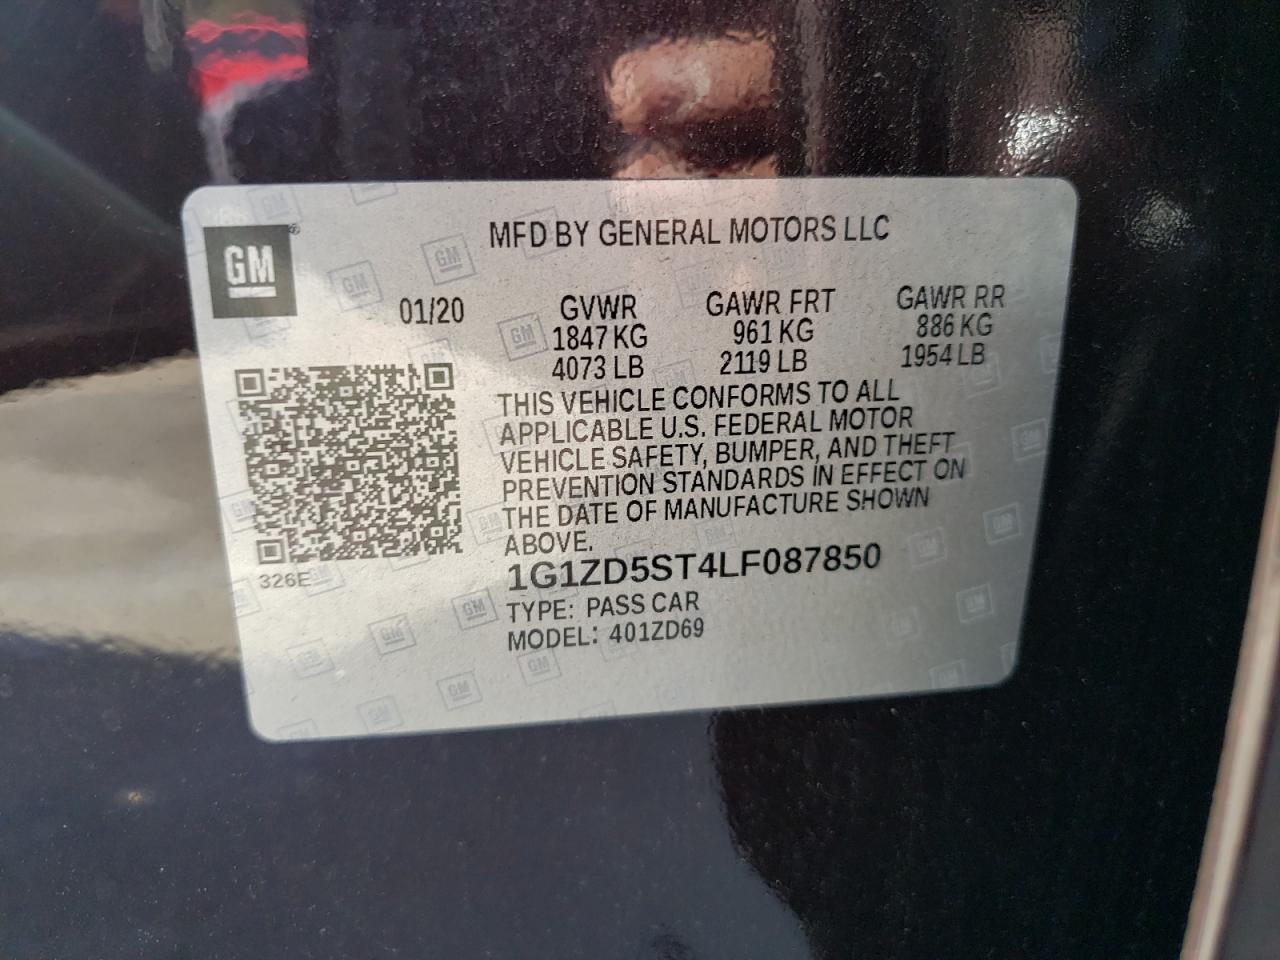 GM®
MFD BY GENERAL MOTORS LLC
01/20 GVWR GAWR FRT GAWR RR
1847 KG 961 KG 886 KG
4073 LB 2119 LB 1954 LB
THIS VEHICLE CONFORMS TO ALL
APPLICABLE U.S. FEDERAL MOTOR
VEHICLE SAFETY, BUMPER, AND THEFT
PREVENTION STANDARDS IN EFFECT ON
THE DATE OF MANUFACTURE SHOWN
ABOVE.
326E
1G1ZD5ST4LF087850
TYPE: PASS CAR
MODEL: 401ZD69